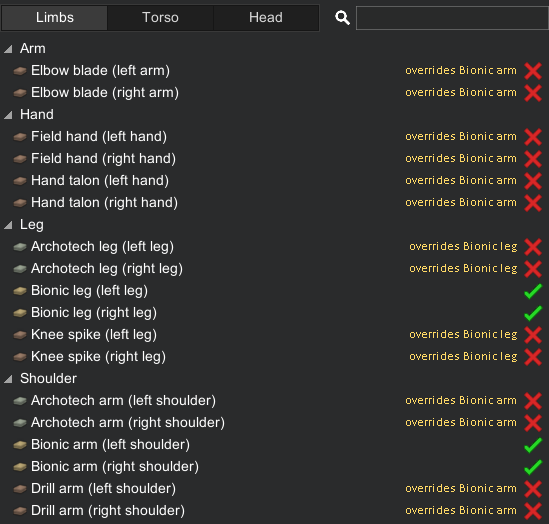 Limbs Torso Head
Arm
Elbow blade (left arm) overrides Bionic arm
Elbow blade (right arm) overrides Bionic arm
Hand
Field hand (left hand) overrides Bionic arm
Field hand (right hand) overrides Bionic arm
Hand talon (left hand) overrides Bionic arm
Hand talon (right hand) overrides Bionic arm
Leg
Archotech leg (left leg) overrides Bionic leg
Archotech leg (right leg) overrides Bionic leg
Bionic leg (left leg)
Bionic leg (right leg)
Knee spike (left leg) overrides Bionic leg
Knee spike (right leg) overrides Bionic leg
Shoulder
Archotech arm (left shoulder) overrides Bionic arm
Archotech arm (right shoulder) overrides Bionic arm
Bionic arm (left shoulder)
Bionic arm (right shoulder)
Drill arm (left shoulder) overrides Bionic arm
Drill arm (right shoulder) overrides Bionic arm